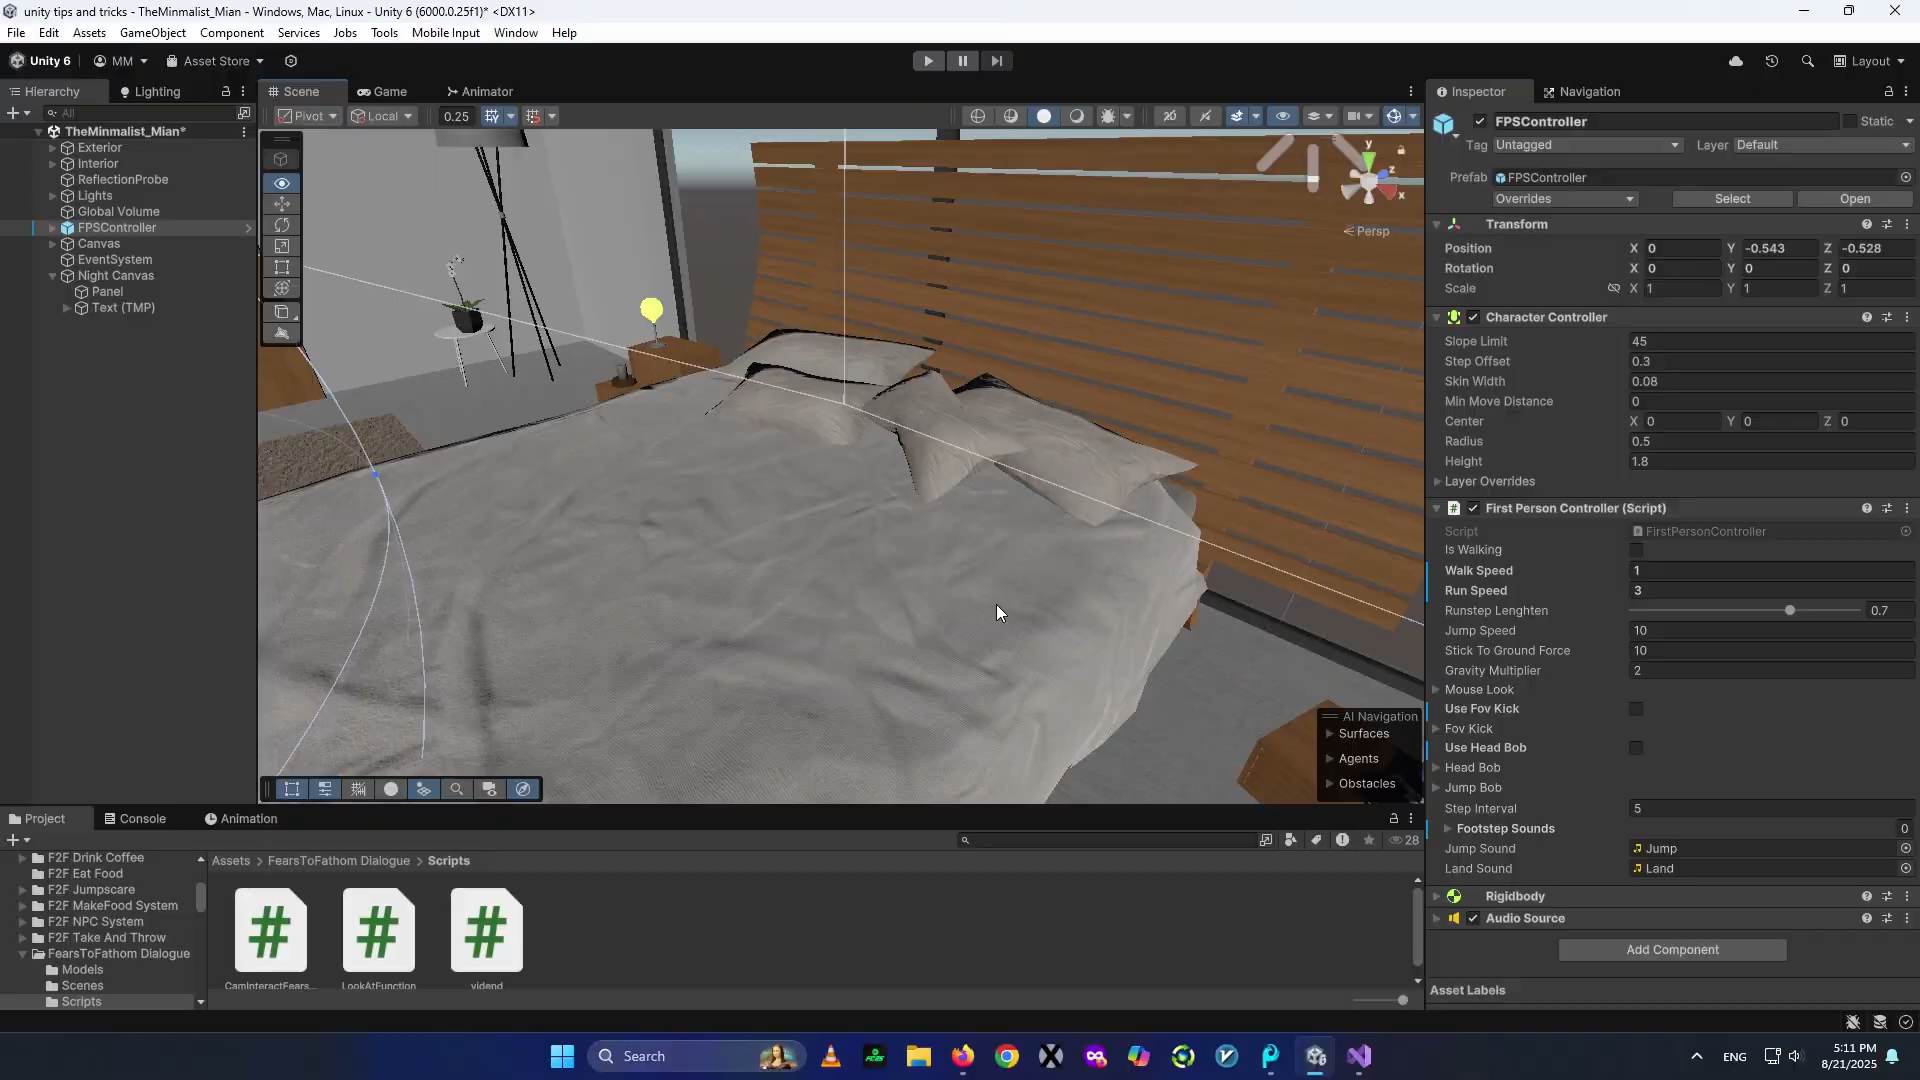 unity tips and tricks - TheMinmalist_Mian - Windows, Mac, Linux - Unity 6 (6000.0.25f1)* <DX11>
File Edit Assets GameObject Component Services Jobs Tools Mobile Input Window Help
Unity 6 MM Asset Store Layout
Hierarchy Lighting
All
TheMinmalist_Mian*
Exterior
Interior
ReflectionProbe
Lights
Global Volume
FPSController
Canvas
EventSystem
Night Canvas
Panel
Text (TMP)
Scene Game Animator
Pivot Local 0.25 2D
y
z
x
Persp
AI Navigation
Surfaces
Agents
Obstacles
Inspector Navigation
FPSController Static
Tag Untagged Layer Default
Prefab FPSController
Overrides Select Open
Transform
Position X 0 Y -0.543 Z -0.528
Rotation X 0 Y 0 Z 0
Scale X 1 Y 1 Z 1
Character Controller
Slope Limit 45
Step Offset 0.3
Skin Width 0.08
Min Move Distance 0
Center X 0 Y 0 Z 0
Radius 0.5
Height 1.8
Layer Overrides
First Person Controller (Script)
Script FirstPersonController
Is Walking
Walk Speed 1
Run Speed 3
Runstep Lenghten 0.7
Jump Speed 10
Stick To Ground Force 10
Gravity Multiplier 2
Mouse Look
Use Fov Kick
Fov Kick
Use Head Bob
Head Bob
Jump Bob
Step Interval 5
Footstep Sounds 0
Jump Sound Jump
Land Sound Land
Rigidbody
Audio Source
Add Component
Asset Labels
Project Console Animation
28
F2F Drink Coffee
F2F Eat Food
F2F Jumpscare
F2F MakeFood System
F2F NPC System
F2F Take And Throw
FearsToFathom Dialogue
Models
Scenes
Scripts
Assets > FearsToFathom Dialogue > Scripts
CamInteractFears...
LookAtFunction
vidend
Search
ENG
5:11 PM
8/21/2025